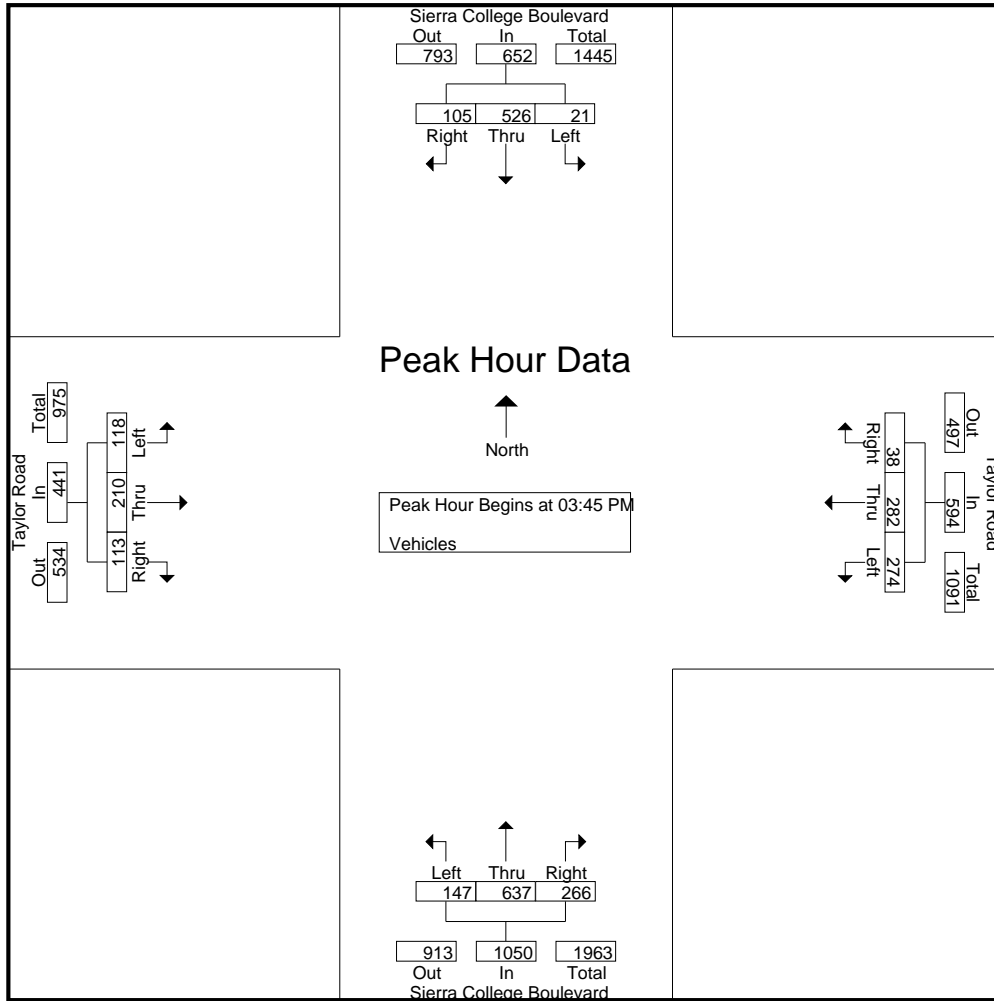 Sierra College Boulevard
Out In Total
793 652 1445
105 526 21
Right Thru Left
Peak Hour Data
North
Peak Hour Begins at 03:45 PM
Vehicles
Taylor Road
Out In Total
534 441 975
113 210 118
Right Thru Left
Taylor Road
Out In Total
497 594 1091
38 282 274
Right Thru Left
Left Thru Right
147 637 266
913 1050 1963
Out In Total
Sierra College Boulevard